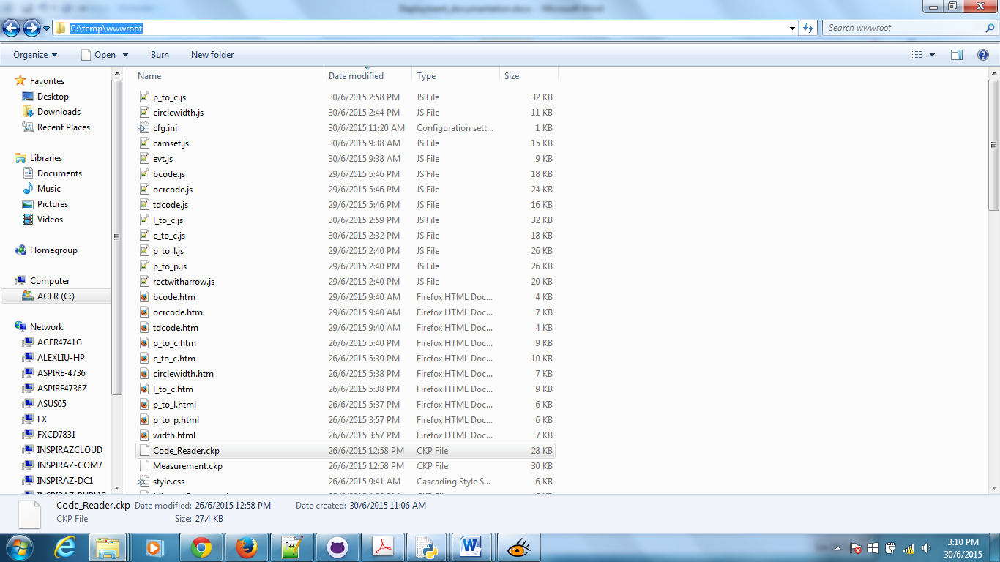 Deployment_documentation.docx - Microsoft Word
C:\temp\wwwroot
Search wwwroot
Organize Open Burn New folder
Favorites
Desktop
Downloads
Recent Places
Libraries
Documents
Music
Pictures
Videos
Homegroup
Computer
ACER (C:)
Network
ACER4741G
ALEXLIU-HP
ASPIRE-4736
ASPIRE4736Z
ASUS05
FX
FXCD7831
INSPIRAZCLOUD
INSPIRAZ-COM7
INSPIRAZ-DC1
INSPIRAZ-PUBLIC
Name Date modified Type Size
p_to_c.js 30/6/2015 2:58 PM JS File 32 KB
circlewidth.js 30/6/2015 2:44 PM JS File 11 KB
cfg.ini 30/6/2015 11:20 AM Configuration sett... 1 KB
camset.js 30/6/2015 9:38 AM JS File 15 KB
evt.js 30/6/2015 9:38 AM JS File 9 KB
bcode.js 29/6/2015 5:46 PM JS File 18 KB
ocrcode.js 29/6/2015 5:46 PM JS File 24 KB
tdcode.js 29/6/2015 5:46 PM JS File 16 KB
l_to_c.js 30/6/2015 2:59 PM JS File 32 KB
c_to_c.js 30/6/2015 2:32 PM JS File 18 KB
p_to_l.js 29/6/2015 2:40 PM JS File 26 KB
p_to_p.js 29/6/2015 2:40 PM JS File 26 KB
rectwitharrow.js 29/6/2015 2:40 PM JS File 20 KB
bcode.htm 29/6/2015 9:40 AM Firefox HTML Doc... 4 KB
ocrcode.htm 29/6/2015 9:40 AM Firefox HTML Doc... 7 KB
tdcode.htm 29/6/2015 9:40 AM Firefox HTML Doc... 4 KB
p_to_c.htm 26/6/2015 5:40 PM Firefox HTML Doc... 9 KB
c_to_c.htm 26/6/2015 5:39 PM Firefox HTML Doc... 10 KB
circlewidth.htm 26/6/2015 5:38 PM Firefox HTML Doc... 7 KB
l_to_c.htm 26/6/2015 5:38 PM Firefox HTML Doc... 9 KB
p_to_l.html 26/6/2015 5:37 PM Firefox HTML Doc... 6 KB
p_to_p.html 26/6/2015 3:57 PM Firefox HTML Doc... 6 KB
width.html 26/6/2015 3:57 PM Firefox HTML Doc... 7 KB
Code_Reader.ckp 26/6/2015 12:58 PM CKP File 28 KB
Measurement.ckp 26/6/2015 12:58 PM CKP File 30 KB
style.css 26/6/2015 9:41 AM Cascading Style S... 6 KB
Code_Reader.ckp Date modified: 26/6/2015 12:58 PM Date created: 30/6/2015 11:06 AM
CKP File Size: 27.4 KB
3:10 PM
30/6/2015